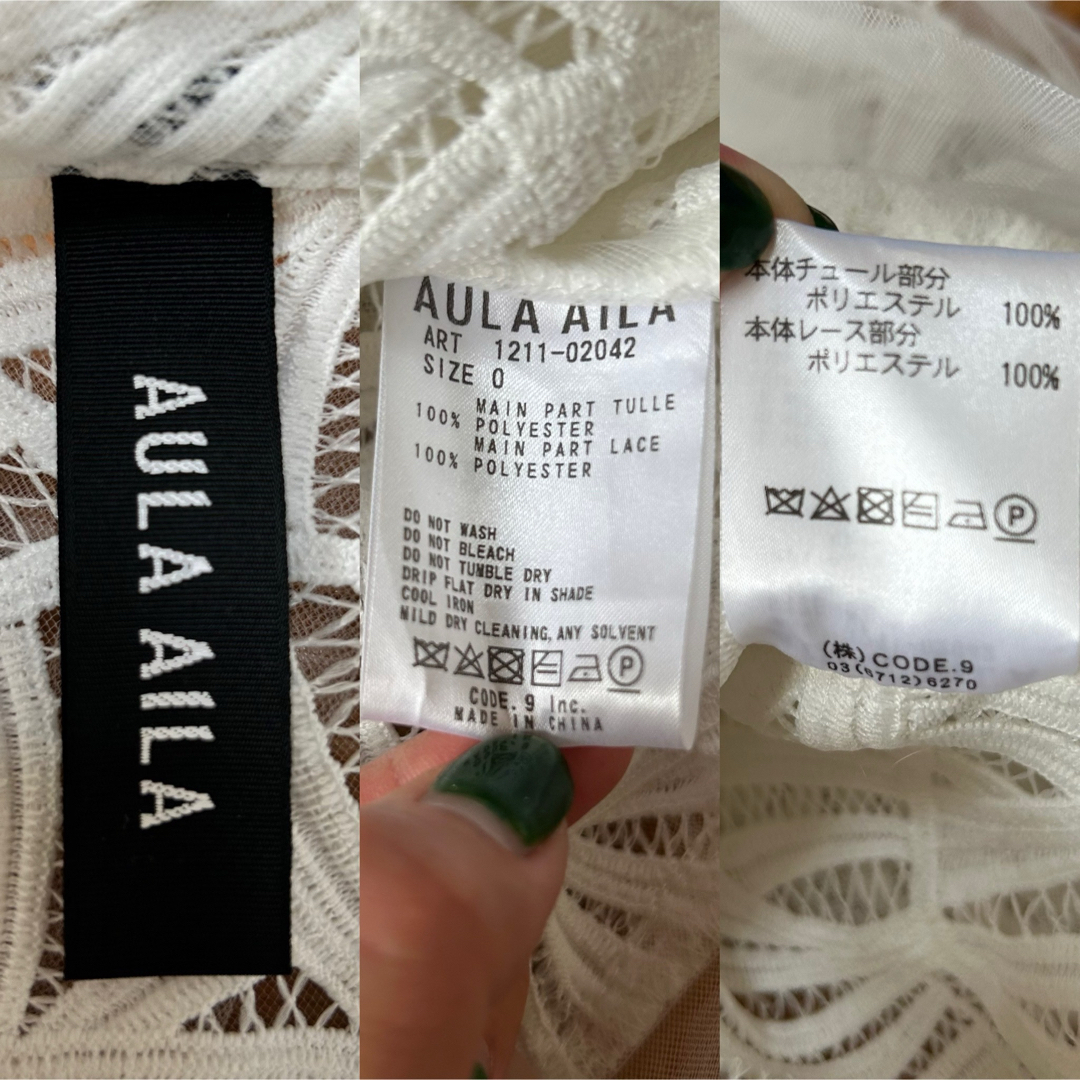 AULA AILA
AULA AILA
ART 1211-02042
SIZE 0
100% MAIN PART TULLE
POLYESTER
100% MAIN PART LACE
POLYESTER
DO NOT WASH
DO NOT BLEACH
DO NOT TUMBLE DRY
DRIP FLAT DRY IN SHADE
COOL IRON
MILD DRY CLEANING, ANY SOLVENT
P
CODE.9 Inc.
MADE IN CHINA
本体チュール部分
ポリエステル 100%
本体レース部分
ポリエステル 100%
P
(株)CODE.9
03(6712)6270